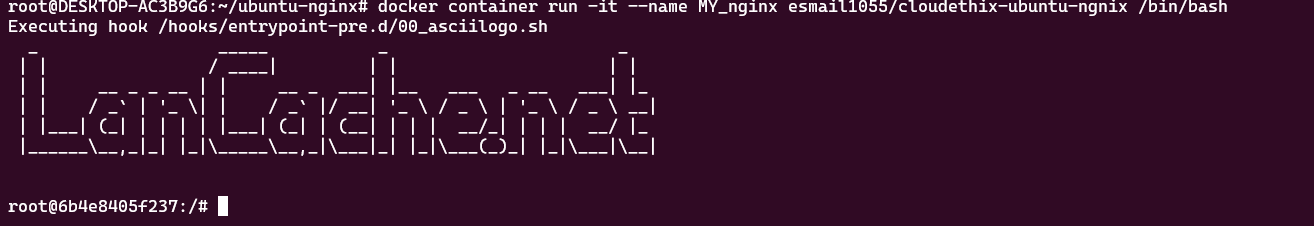 root@DESKTOP-AC3B9G6:~/ubuntu-nginx# docker container run -it --name MY_nginx esmail1055/cloudethix-ubuntu-ngnix /bin/bash
Executing hook /hooks/entrypoint-pre.d/00_asciilogo.sh
LanCache.net
root@6b4e8405f237:/#